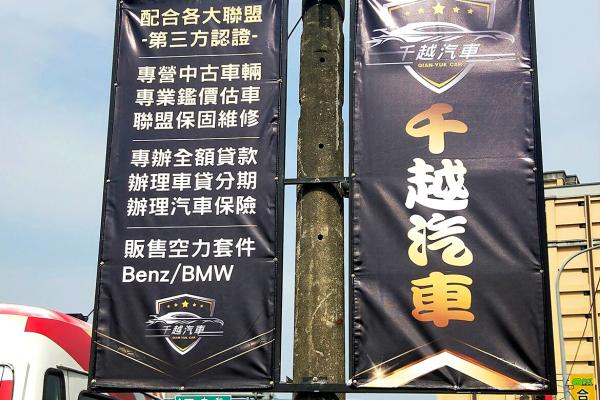 配合各大聯盟
-第三方認證-
專營中古車輛
專業鑑價估車
聯盟保固維修
專辦全額貸款
辦理車貸分期
辦理汽車保險
販售空力套件
Benz/BMW
千越汽車
QIAN-YUE CAR
千越汽車
QIAN-YUE CAR
千越汽車
合